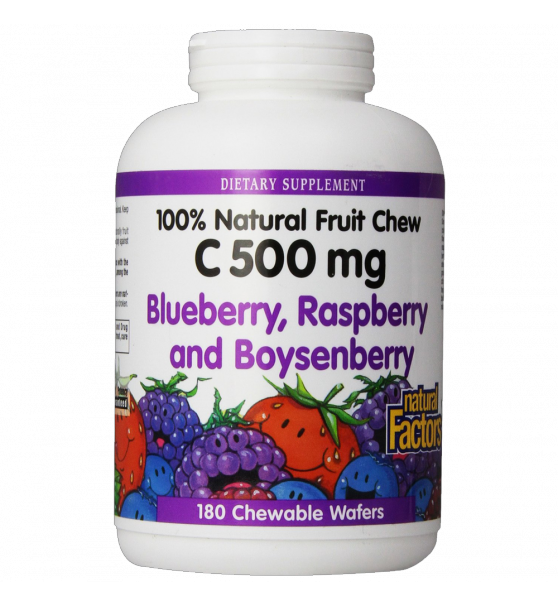 DIETARY SUPPLEMENT
100% Natural Fruit Chew
C 500 mg
Blueberry, Raspberry
and Boysenberry
natural
Factors
180 Chewable Wafers